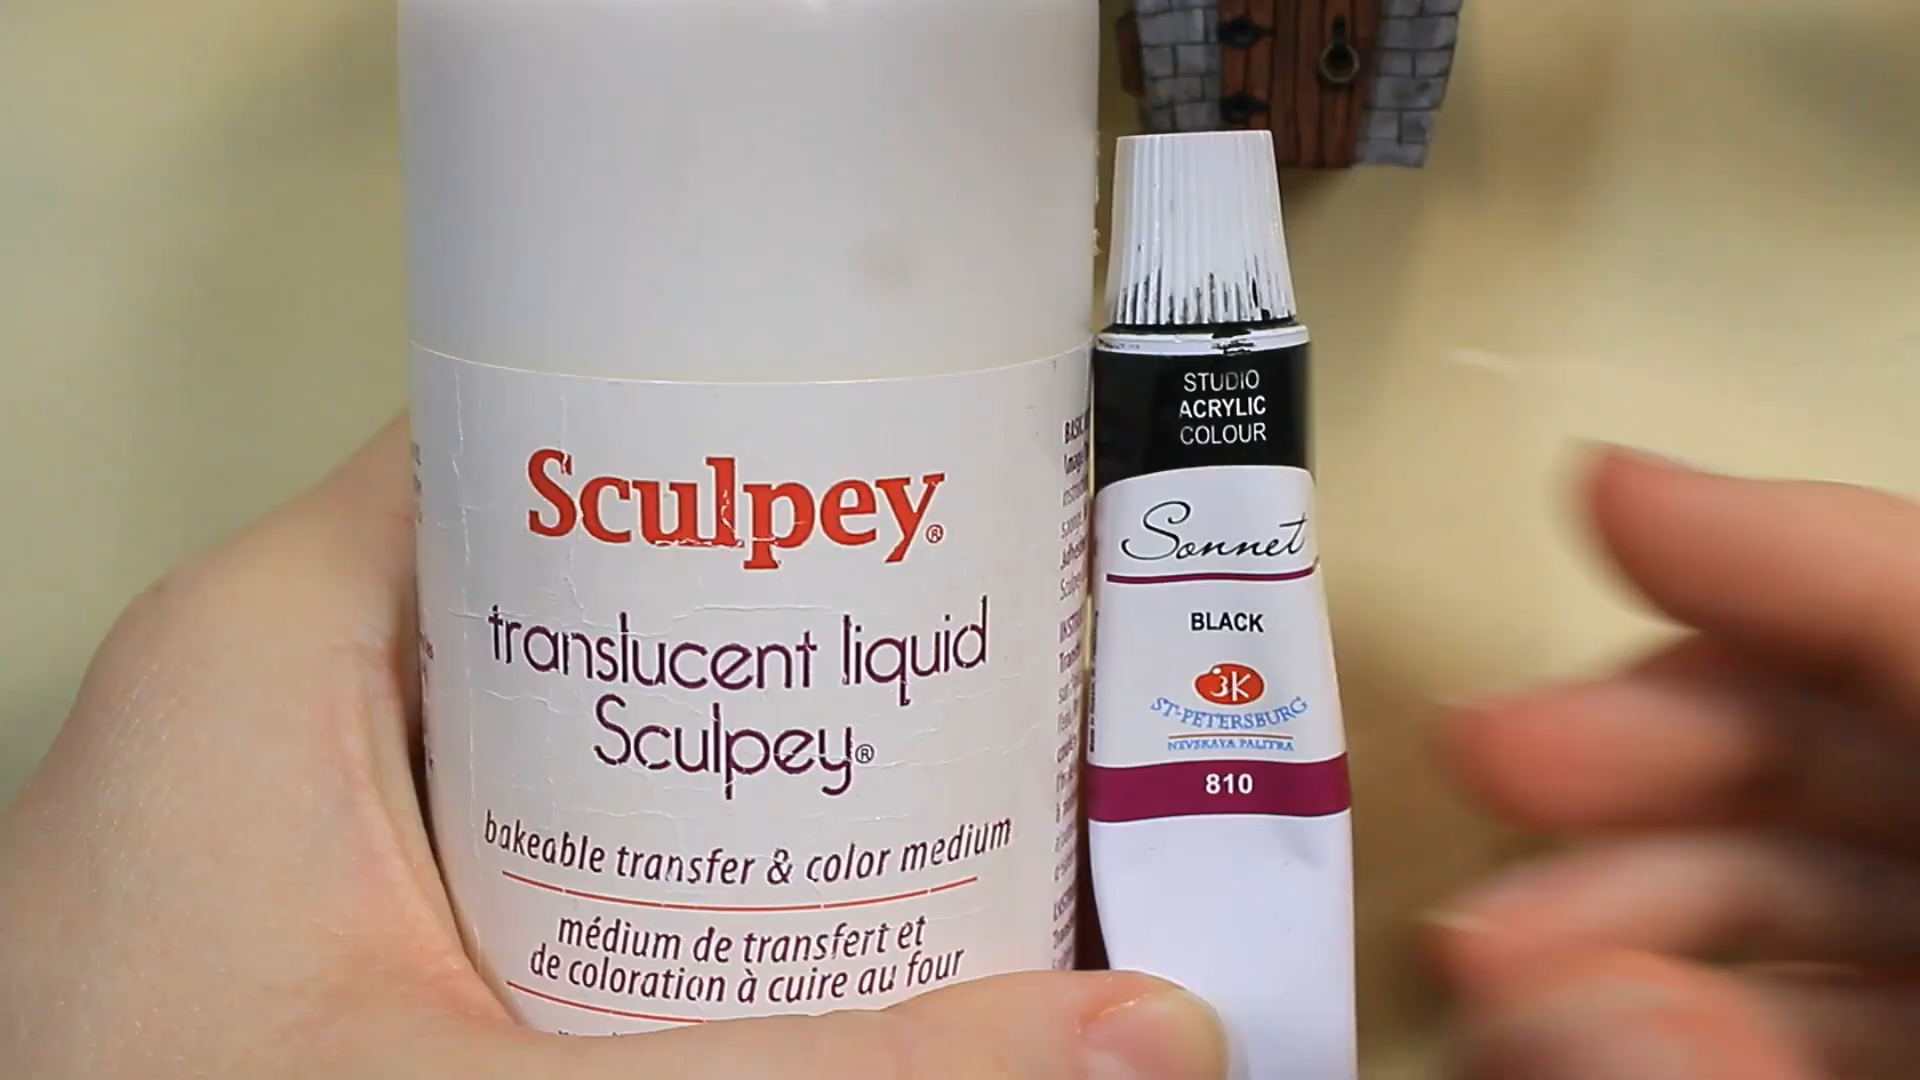 Sculpey®
translucent liquid
Sculpey®
bakeable transfer & color medium
médium de transfert et
de coloration à cuire au four
STUDIO
ACRYLIC
COLOUR
Sonnet
BLACK
ЗК
ST-PETERSBURG
NEVSKAYA PALITRA
810